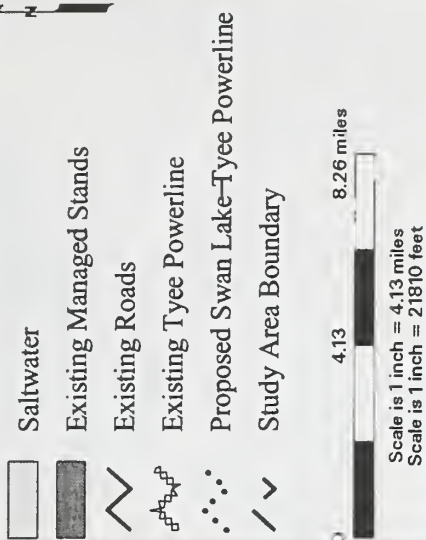 N
Saltwater
Existing Managed Stands
Existing Roads
Existing Tyee Powerline
Proposed Swan Lake-Tyee Powerline
Study Area Boundary
0 4.13 8.26 miles
Scale is 1 inch = 4.13 miles
Scale is 1 inch = 21810 feet